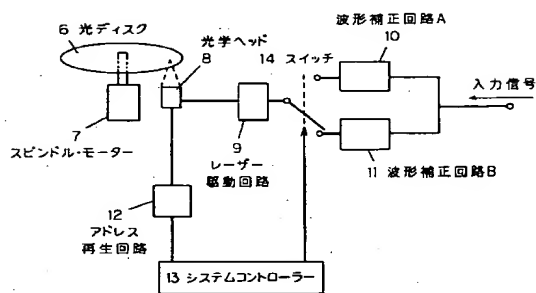 6 光ディスク
光学ヘッド
8
14 スイッチ
波形補正回路A
10
入力信号
7
スピンドル・モーター
9
レーザー
駆動回路
11 波形補正回路B
12
アドレス
再生回路
13 システムコントローラー